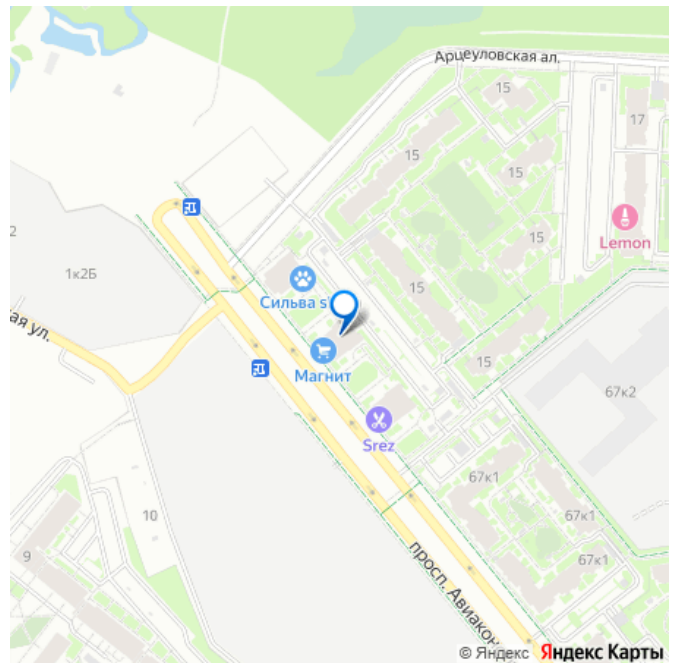 Арцеуловская ал.
15
17
15
15
Lemon
15
2
1к2Б
Сильва s
15
ая ул.
Магнит
15
67к2
Srez
67к1
10
67к1
9
67к1
просп. Авиакон
© Яндекс Яндекс Карты